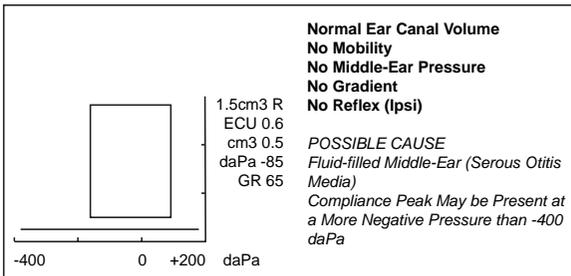 Normal Ear Canal Volume
No Mobility
No Middle-Ear Pressure
No Gradient
No Reflex (Ipsi)
1.5cm3 R
ECU 0.6
cm3 0.5
daPa -85
GR 65
POSSIBLE CAUSE
Fluid-filled Middle-Ear (Serous Otitis
Media)
Compliance Peak May be Present at
a More Negative Pressure than -400
daPa
-400 0 +200 daPa